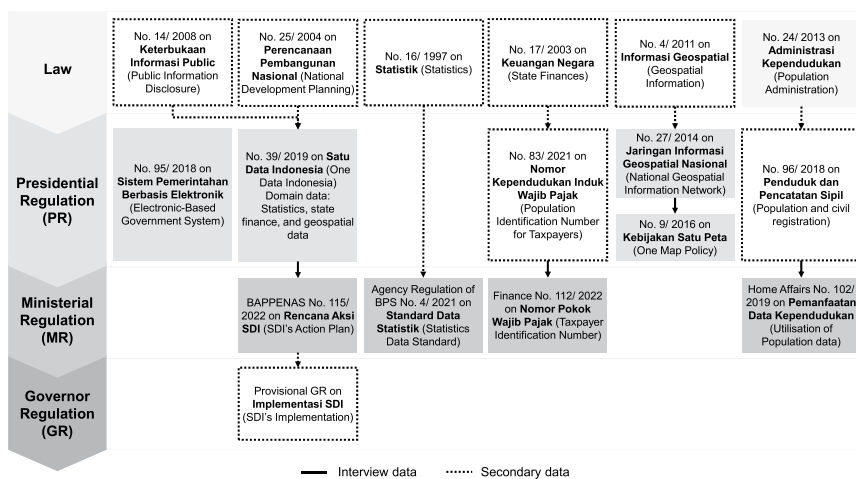 Law
No. 14/ 2008 on
Keterbukaan
Informasi Public
(Public Information
Disclosure)
No. 25/ 2004 on
Perencanaan
Pembangunan
Nasional (National
Development Planning)
No. 16/ 1997 on
Statistik (Statistics)
No. 17/ 2003 on
Keuangan Negara
(State Finances)
No. 4/ 2011 on
Informasi Geospatial
(Geospatial
Information)
No. 24/ 2013 on
Administrasi
Kependudukan
(Population
Administration)
Presidential
Regulation
(PR)
No. 95/ 2018 on
Sistem Pemerintahan
Berbasis Elektronik
(Electronic-Based
Government System)
No. 39/ 2019 on Satu
Data Indonesia (One
Data Indonesia)
Domain data:
Statistics, state
finance, and geospatial
data
No. 83/ 2021 on
Nomor
Kependudukan Induk
Wajib Pajak
(Population
Identification Number
for Taxpayers)
No. 27/ 2014 on
Jaringan Informasi
Geospatial Nasional
(National Geospatial
Information Network)
No. 9/ 2016 on
Kebijakan Satu Peta
(One Map Policy)
No. 96/ 2018 on
Penduduk dan
Pencatatan Sipil
(Population and civil
registration)
Ministerial
Regulation
(MR)
BAPPENAS No. 115/
2022 on Rencana Aksi
SDI (SDI's Action Plan)
Agency Regulation of
BPS No. 4/ 2021 on
Standard Data
Statistik (Statistics
Data Standard)
Finance No. 112/ 2022
on Nomor Pokok
Wajib Pajak (Taxpayer
Identification Number)
Home Affairs No. 102/
2019 on Pemanfaatan
Data Kependudukan
(Utilisation of
Population data)
Governor
Regulation
(GR)
Provisional GR on
Implementasi SDI
(SDI's Implementation)
Interview data
Secondary data